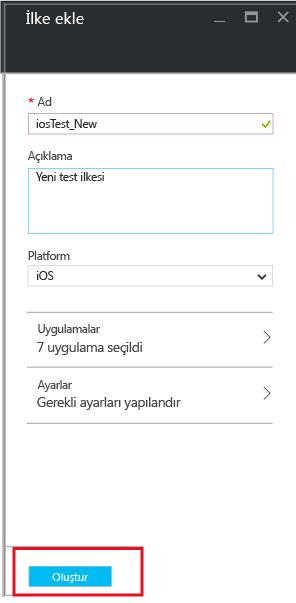 İlke ekle
* Ad
iosTest_New
Açıklama
Yeni test ilkesi
Platform
iOS
Uygulamalar
7 uygulama seçildi
Ayarlar
Gerekli ayarları yapılandır
Oluştur